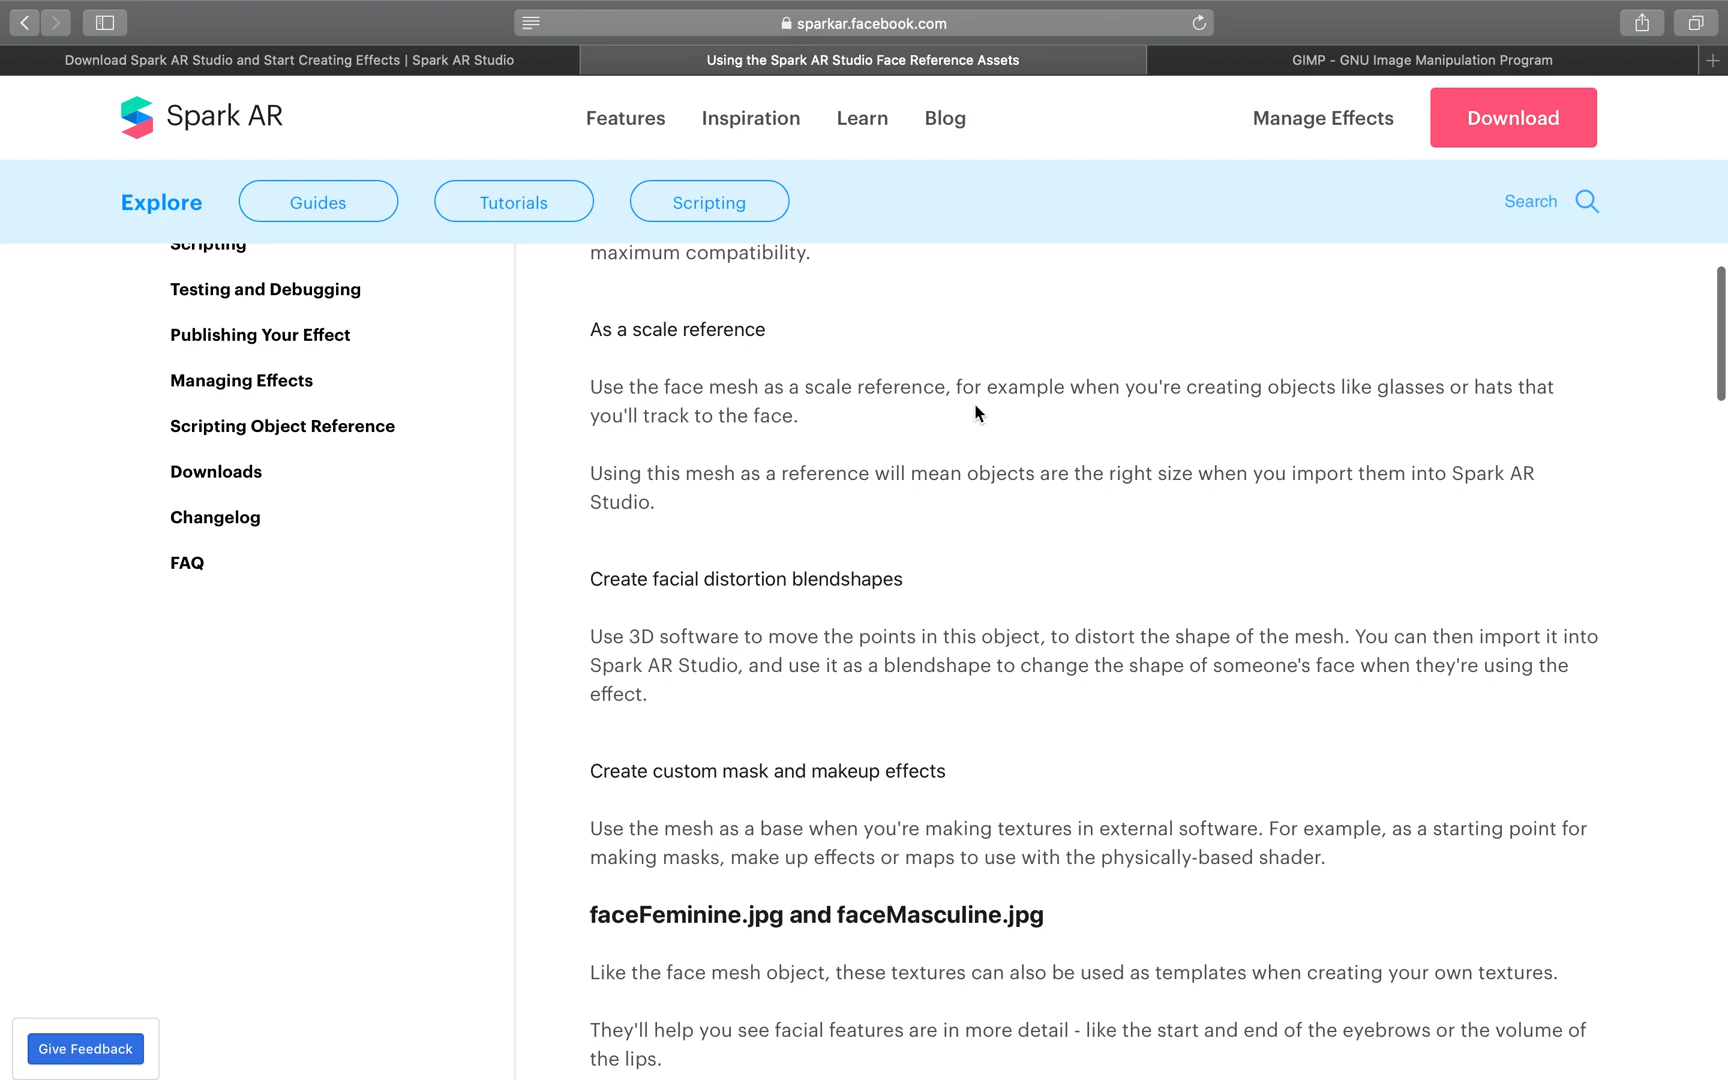 sparkar.facebook.com
Download Spark AR Studio and Start Creating Effects | Spark AR Studio
Using the Spark AR Studio Face Reference Assets
GIMP - GNU Image Manipulation Program
Spark AR
Features
Inspiration
Learn
Blog
Manage Effects
Download
Explore
Guides
Tutorials
Scripting
Search
Scripting
Testing and Debugging
Publishing Your Effect
Managing Effects
Scripting Object Reference
Downloads
Changelog
FAQ
maximum compatibility.
As a scale reference
Use the face mesh as a scale reference, for example when you're creating objects like glasses or hats that
you'll track to the face.
Using this mesh as a reference will mean objects are the right size when you import them into Spark AR
Studio.
Create facial distortion blendshapes
Use 3D software to move the points in this object, to distort the shape of the mesh. You can then import it into
Spark AR Studio, and use it as a blendshape to change the shape of someone's face when they're using the
effect.
Create custom mask and makeup effects
Use the mesh as a base when you're making textures in external software. For example, as a starting point for
making masks, make up effects or maps to use with the physically-based shader.
faceFeminine.jpg and faceMasculine.jpg
Like the face mesh object, these textures can also be used as templates when creating your own textures.
They'll help you see facial features are in more detail - like the start and end of the eyebrows or the volume of
the lips.
Give Feedback